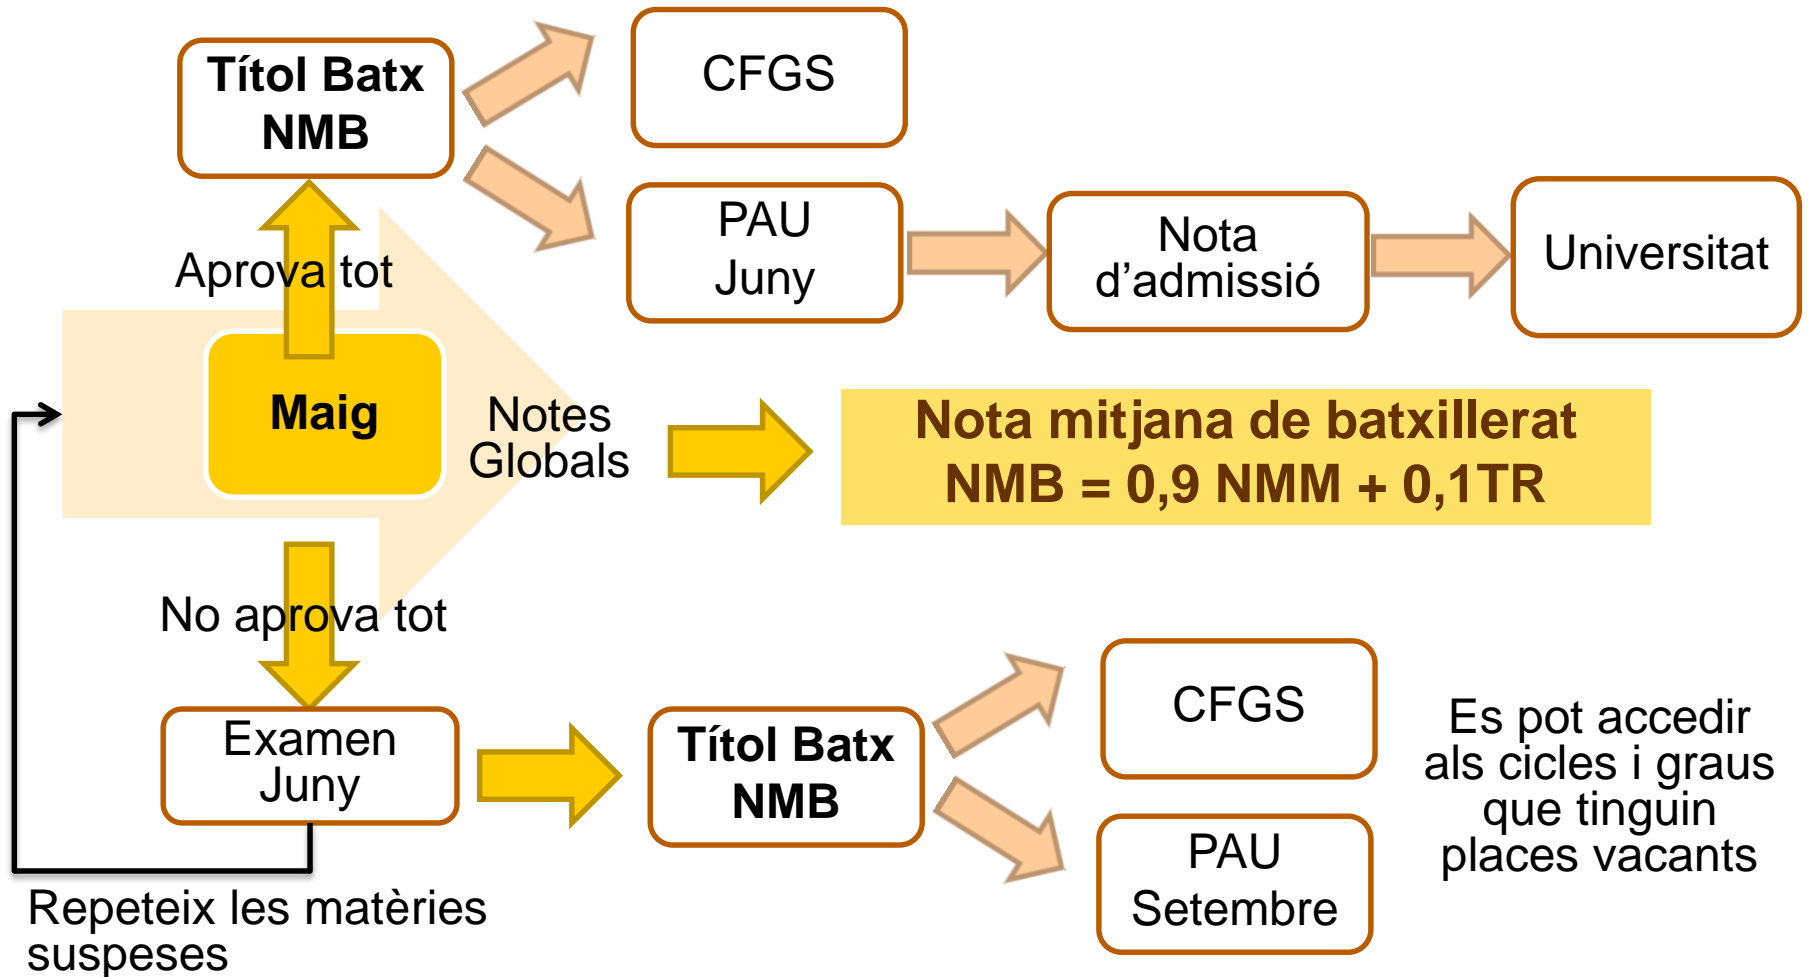 Títol Batx
NMB
CFGS
PAU
Juny
Nota
d’admissió
Universitat
Aprova tot
Maig
Notes
Globals
Nota mitjana de batxillerat
NMB = 0,9 NMM + 0,1TR
No aprova tot
Examen
Juny
Títol Batx
NMB
CFGS
PAU
Setembre
Es pot accedir
als cicles i graus
que tinguin
places vacants
Repeteix les matèries
suspeses